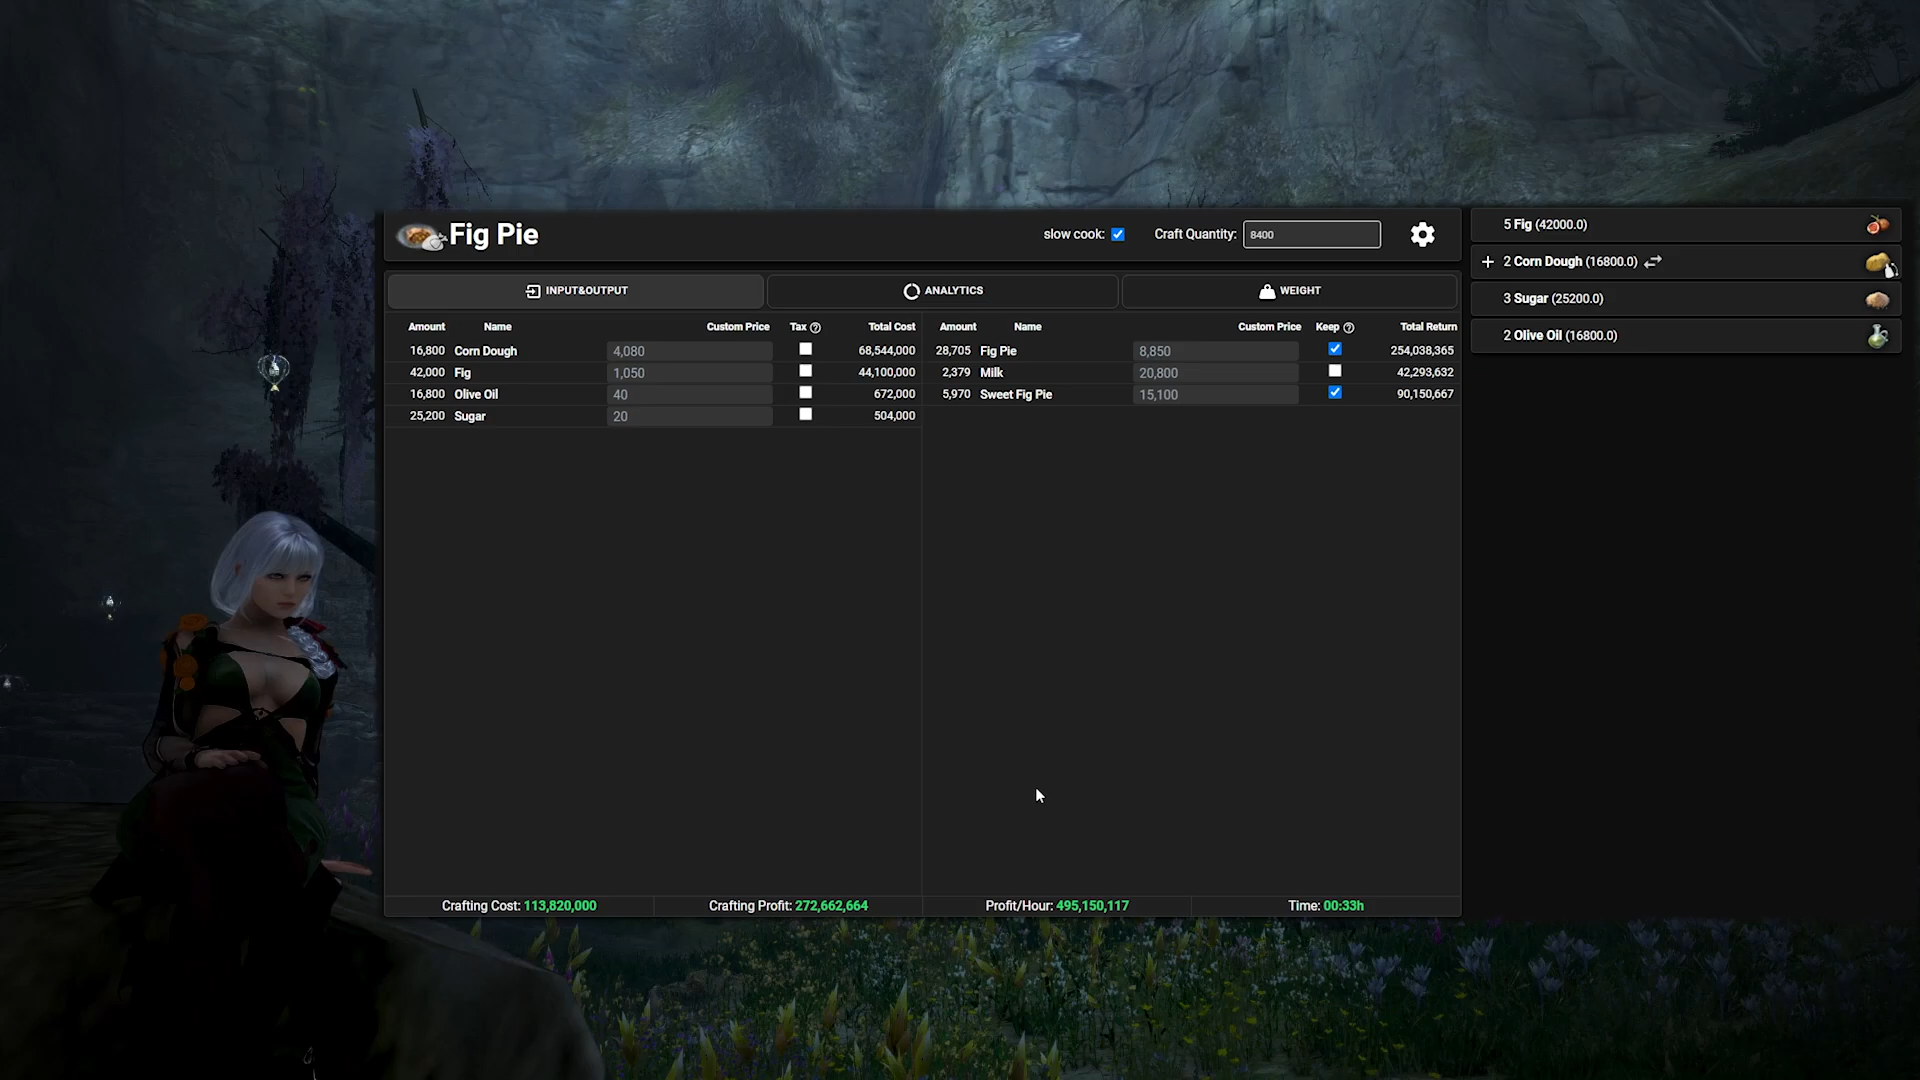 Fig Pie
slow cook:
Craft Quantity: 8400
INPUT&OUTPUT
ANALYTICS
WEIGHT
Amount Name Custom Price Tax Total Cost
16,800 Corn Dough 4,080 68,544,000
42,000 Fig 1,050 44,100,000
16,800 Olive Oil 40 672,000
25,200 Sugar 20 504,000
Amount Name Custom Price Keep Total Return
28,705 Fig Pie 8,850 254,038,365
2,379 Milk 20,800 42,293,632
5,970 Sweet Fig Pie 15,100 90,150,667
Crafting Cost: 113,820,000
Crafting Profit: 272,662,664
Profit/Hour: 495,150,117
Time: 00:33h
5 Fig (42000.0)
2 Corn Dough (16800.0)
3 Sugar (25200.0)
2 Olive Oil (16800.0)